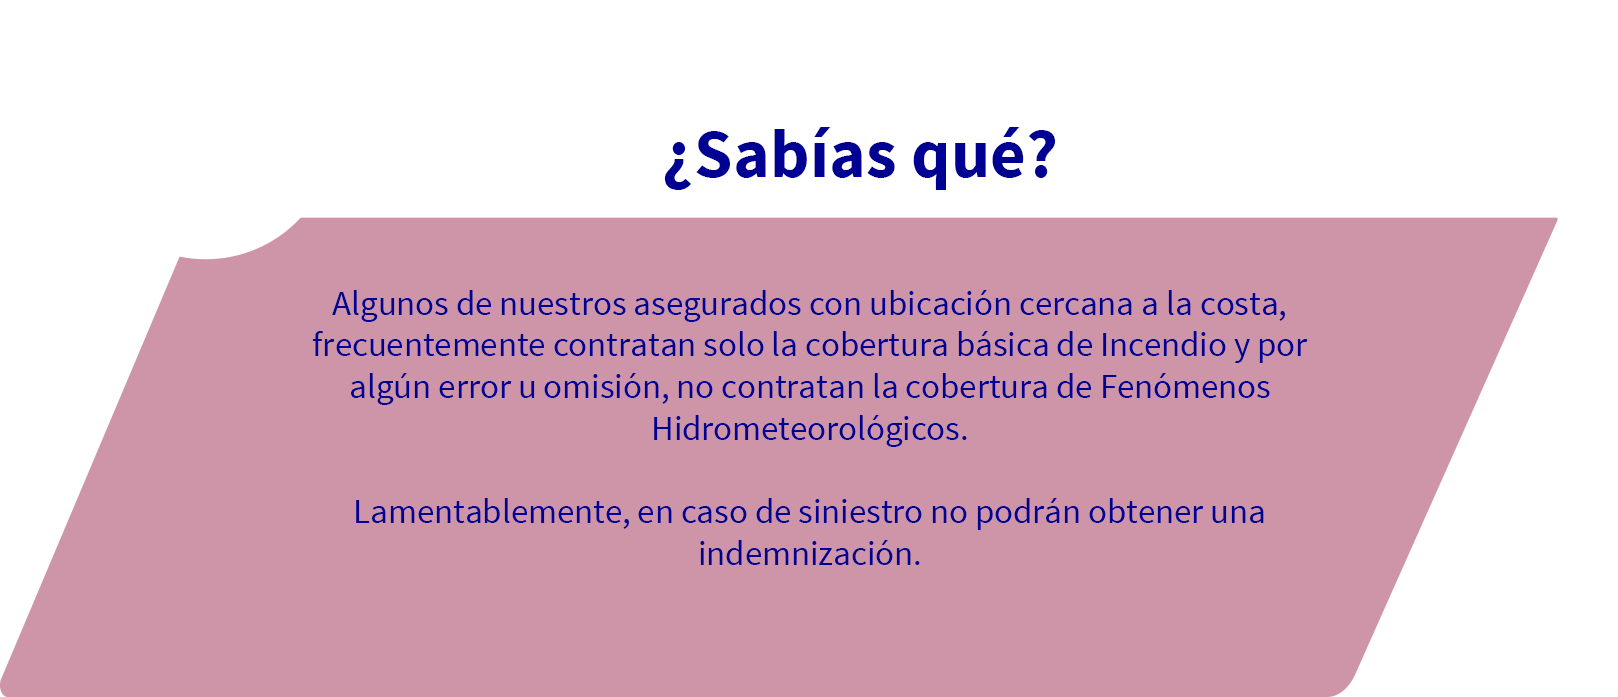 ¿Sabías qué?
Algunos de nuestros asegurados con ubicación cercana a la costa,
frecuentemente contratan solo la cobertura básica de Incendio y por
algún error u omisión, no contratan la cobertura de Fenómenos
Hidrometeorológicos.
Lamentablemente, en caso de siniestro no podrán obtener una
indemnización.